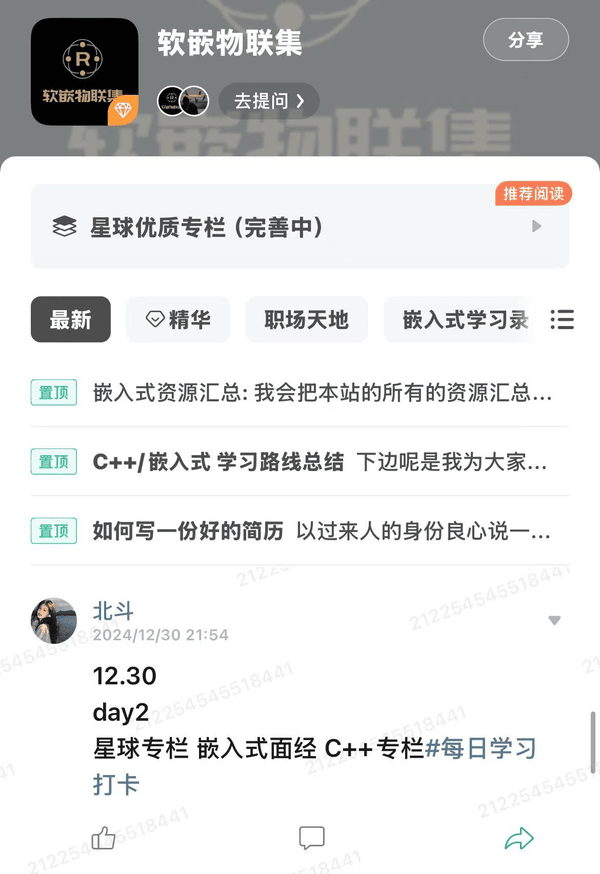 软嵌物联集
分享
R
软嵌物联集
去提问
软嵌物联集
推荐阅读
星球优质专栏（完善中）
最新
精华
职场天地
嵌入式学习录
置顶 嵌入式资源汇总: 我会把本站的所有的资源汇总...
置顶 C++/嵌入式 学习路线总结 下边呢是我为大家...
置顶 如何写一份好的简历 以过来人的身份良心说一...
北斗
2024/12/30 21:54
12.30
day2
星球专栏 嵌入式面经 C++专栏#每日学习
打卡
212254545518441